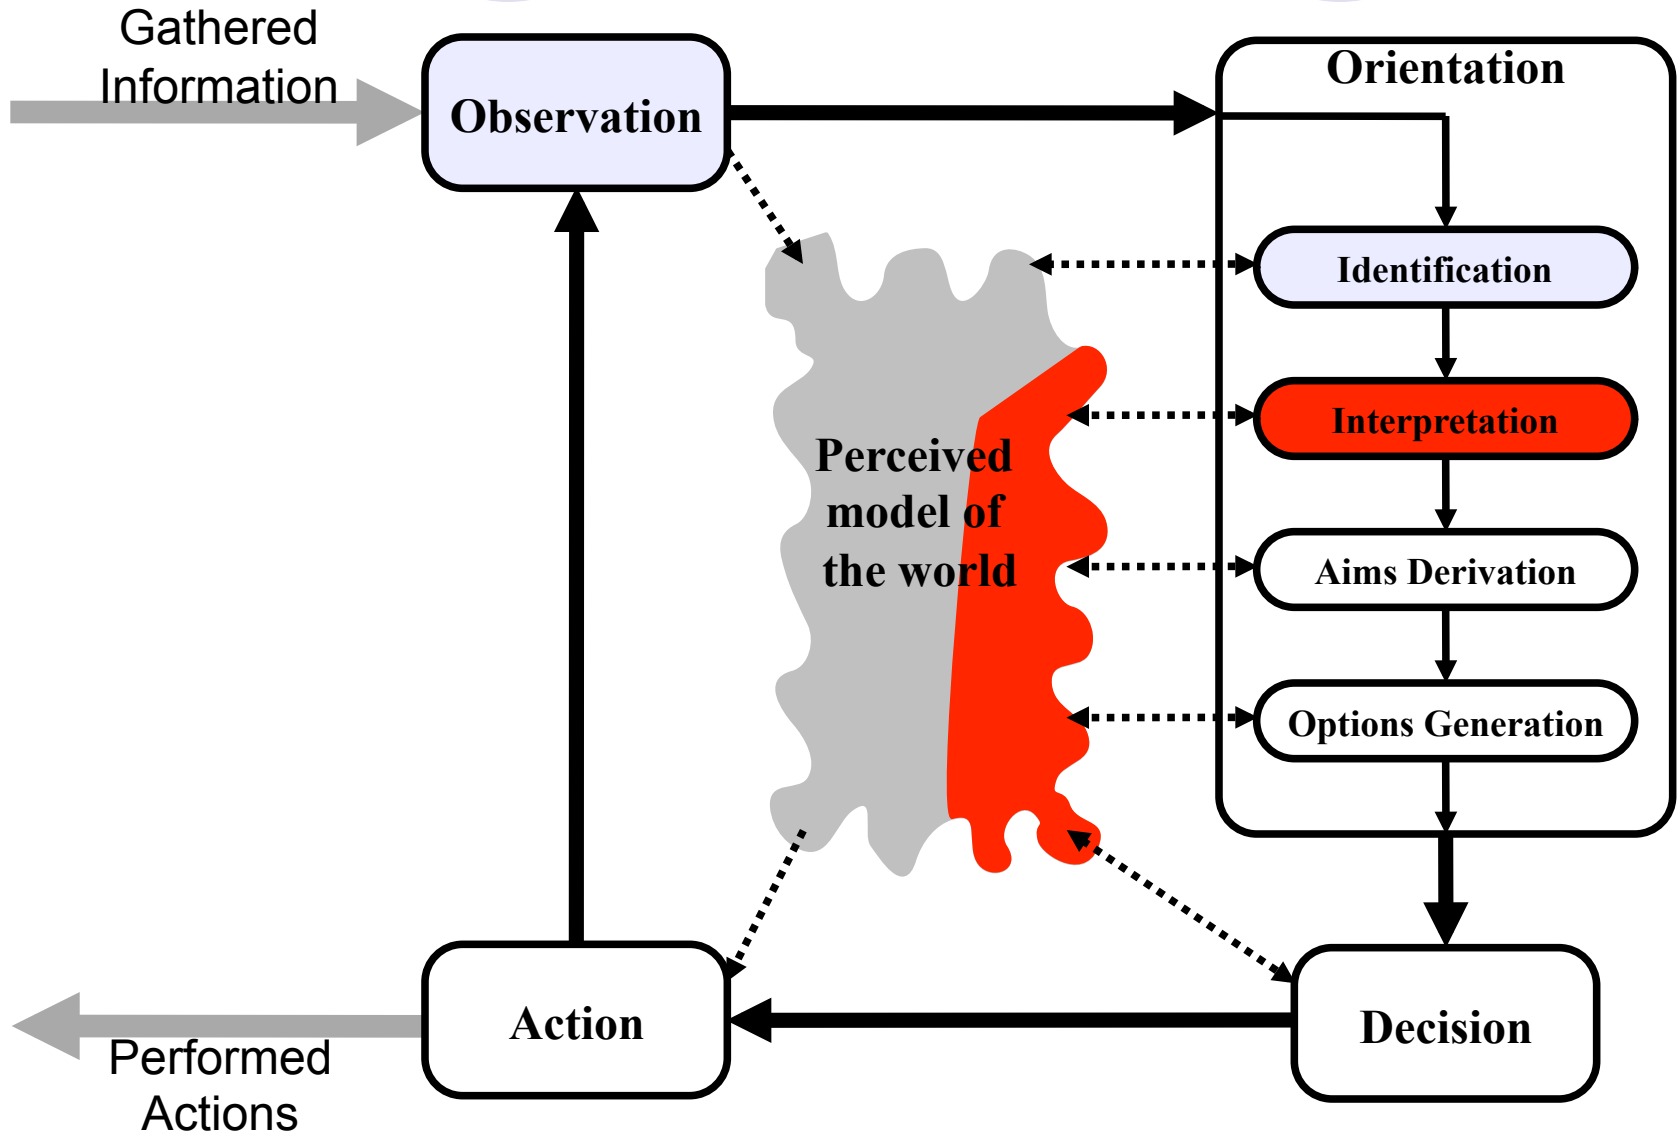 Gathered
Information
Observation
Orientation
Identification
Interpretation
Aims Derivation
Options Generation
Perceived
model of
the world
Action
Decision
Performed
Actions